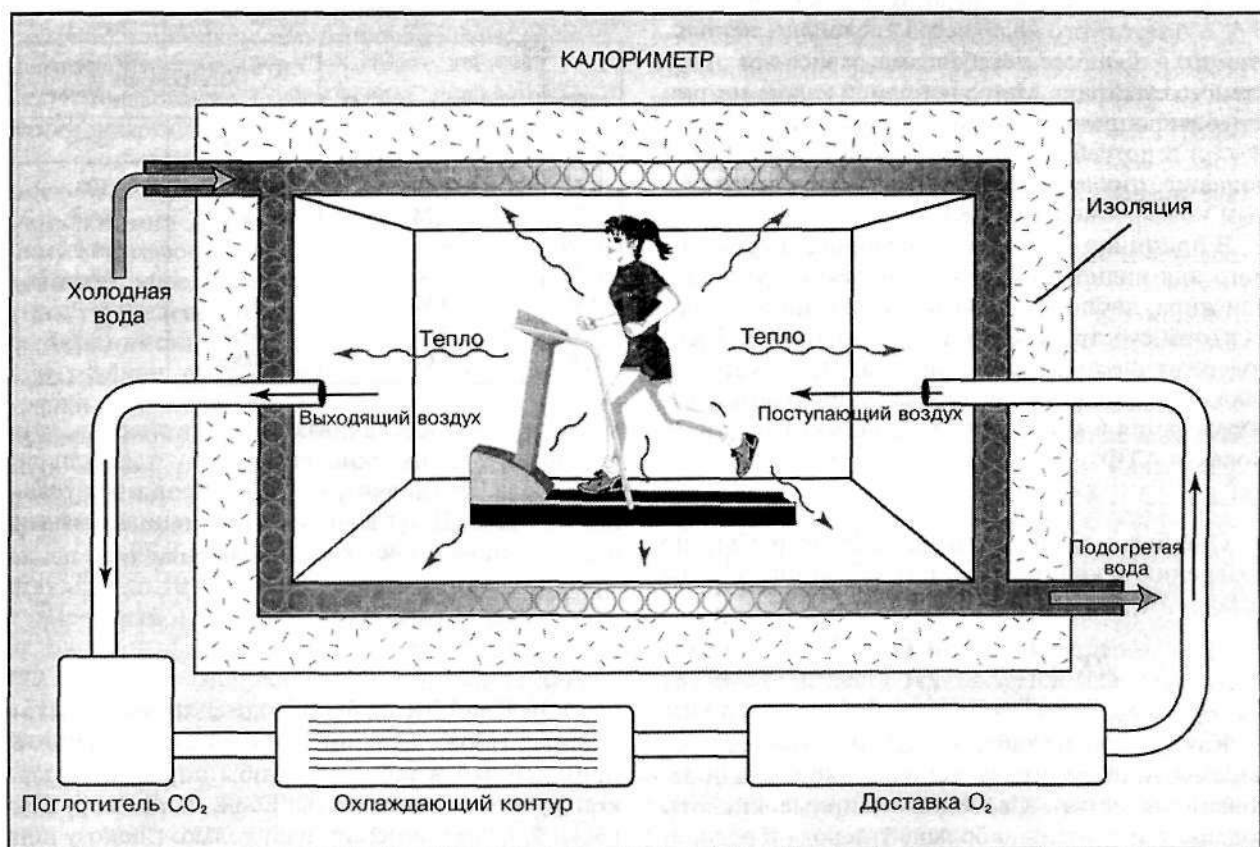 КАЛОРИМЕТР
Изоляция
Холодная
вода
Тепло
Тепло
Выходящий воздух
Поступающий воздух
Подогретая
вода
Поглотитель CO₂
Охлаждающий контур
Доставка O₂